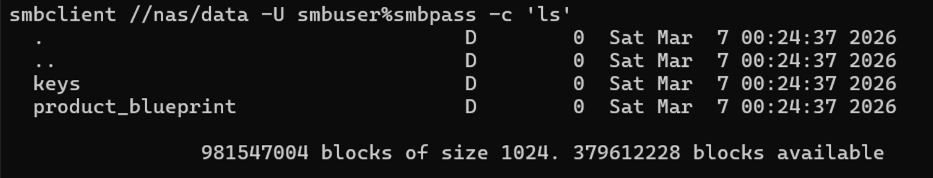 smbclient //nas/data -U smbuser%smbpass -c 'ls'
  .                                   D        0  Sat Mar  7 00:24:37 2026
  ..                                  D        0  Sat Mar  7 00:24:37 2026
  keys                                D        0  Sat Mar  7 00:24:37 2026
  product_blueprint                   D        0  Sat Mar  7 00:24:37 2026

                981547004 blocks of size 1024. 379612228 blocks available